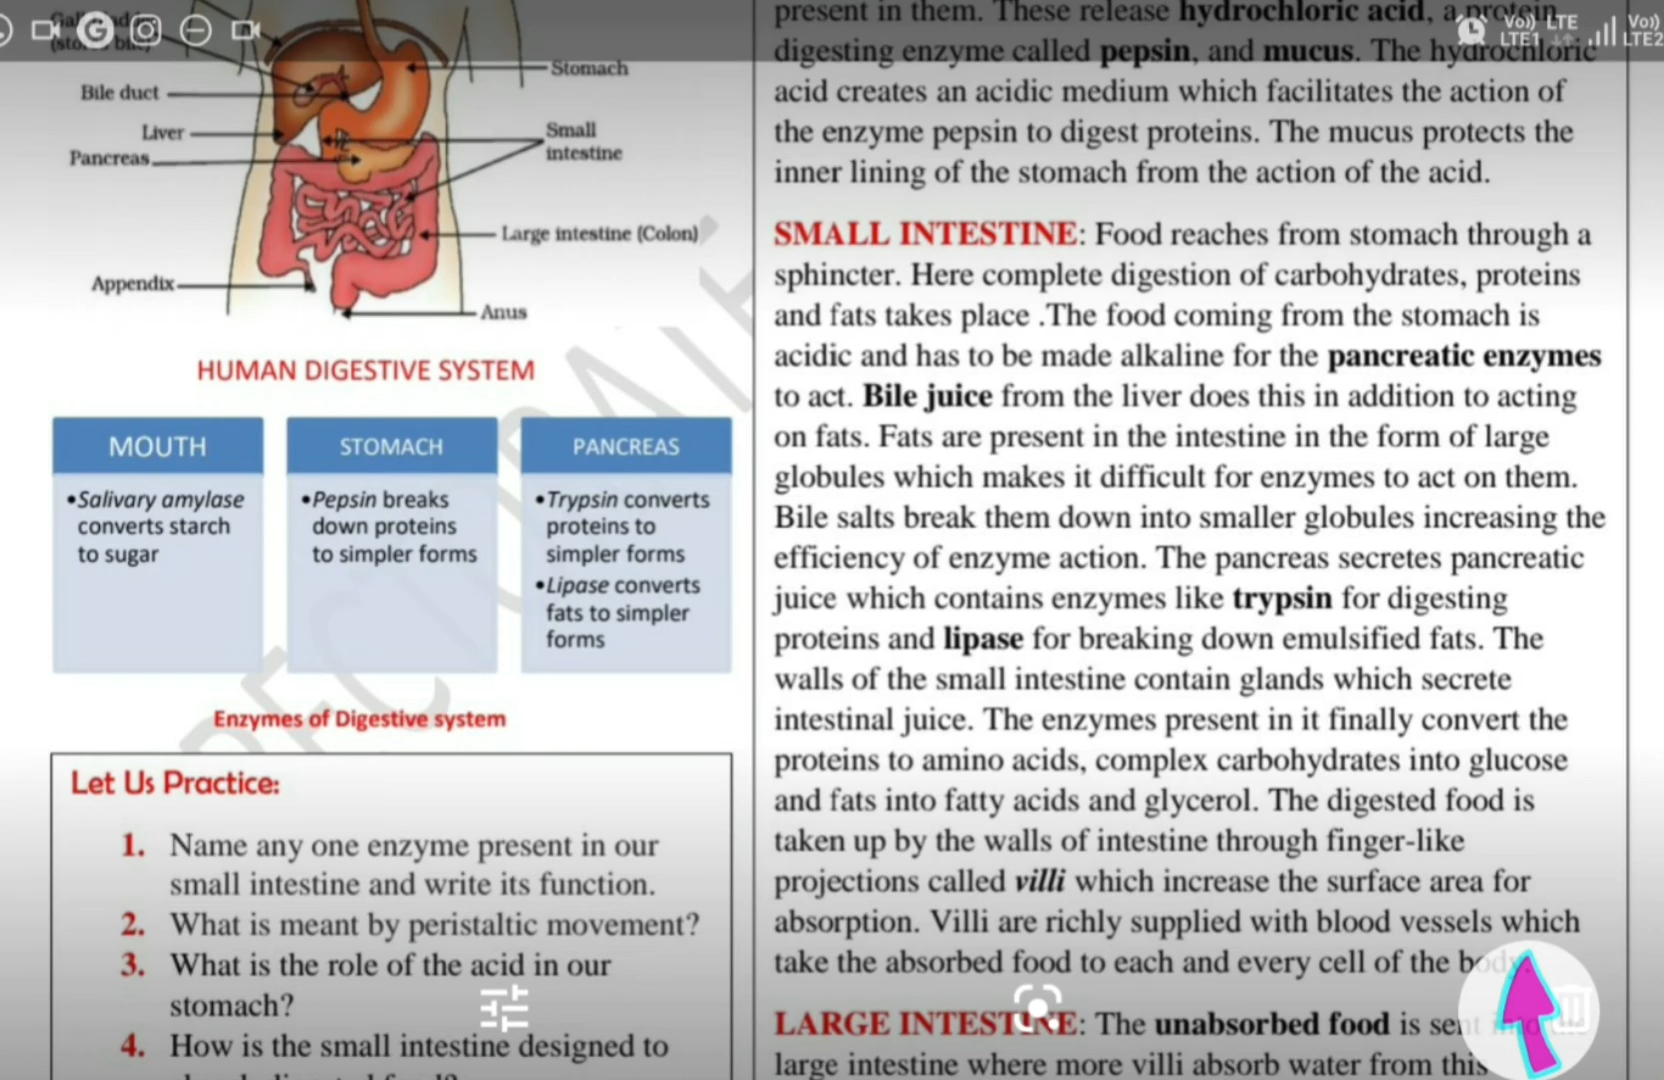 Stomach
Bile duct
Liver
Small
intestine
Pancreas
Large intestine (Colon)
Appendix
Anus
HUMAN DIGESTIVE SYSTEM
MOUTH
•Salivary amylase
converts starch
to sugar
STOMACH
•Pepsin breaks
down proteins
to simpler forms
PANCREAS
•Trypsin converts
proteins to
simpler forms
•Lipase converts
fats to simpler
forms
Enzymes of Digestive system
Let Us Practice:
1. Name any one enzyme present in our
small intestine and write its function.
2. What is meant by peristaltic movement?
3. What is the role of the acid in our
stomach?
4. How is the small intestine designed to
Voo) LTE
LTE1
Voo)
LTE2
present in them. These release hydrochloric acid, a protein
digesting enzyme called pepsin, and mucus. The hydrochloric
acid creates an acidic medium which facilitates the action of
the enzyme pepsin to digest proteins. The mucus protects the
inner lining of the stomach from the action of the acid.
SMALL INTESTINE: Food reaches from stomach through a
sphincter. Here complete digestion of carbohydrates, proteins
and fats takes place .The food coming from the stomach is
acidic and has to be made alkaline for the pancreatic enzymes
to act. Bile juice from the liver does this in addition to acting
on fats. Fats are present in the intestine in the form of large
globules which makes it difficult for enzymes to act on them.
Bile salts break them down into smaller globules increasing the
efficiency of enzyme action. The pancreas secretes pancreatic
juice which contains enzymes like trypsin for digesting
proteins and lipase for breaking down emulsified fats. The
walls of the small intestine contain glands which secrete
intestinal juice. The enzymes present in it finally convert the
proteins to amino acids, complex carbohydrates into glucose
and fats into fatty acids and glycerol. The digested food is
taken up by the walls of intestine through finger-like
projections called villi which increase the surface area for
absorption. Villi are richly supplied with blood vessels which
take the absorbed food to each and every cell of the body.
LARGE INTESTINE: The unabsorbed food is sent into the
large intestine where more villi absorb water from this